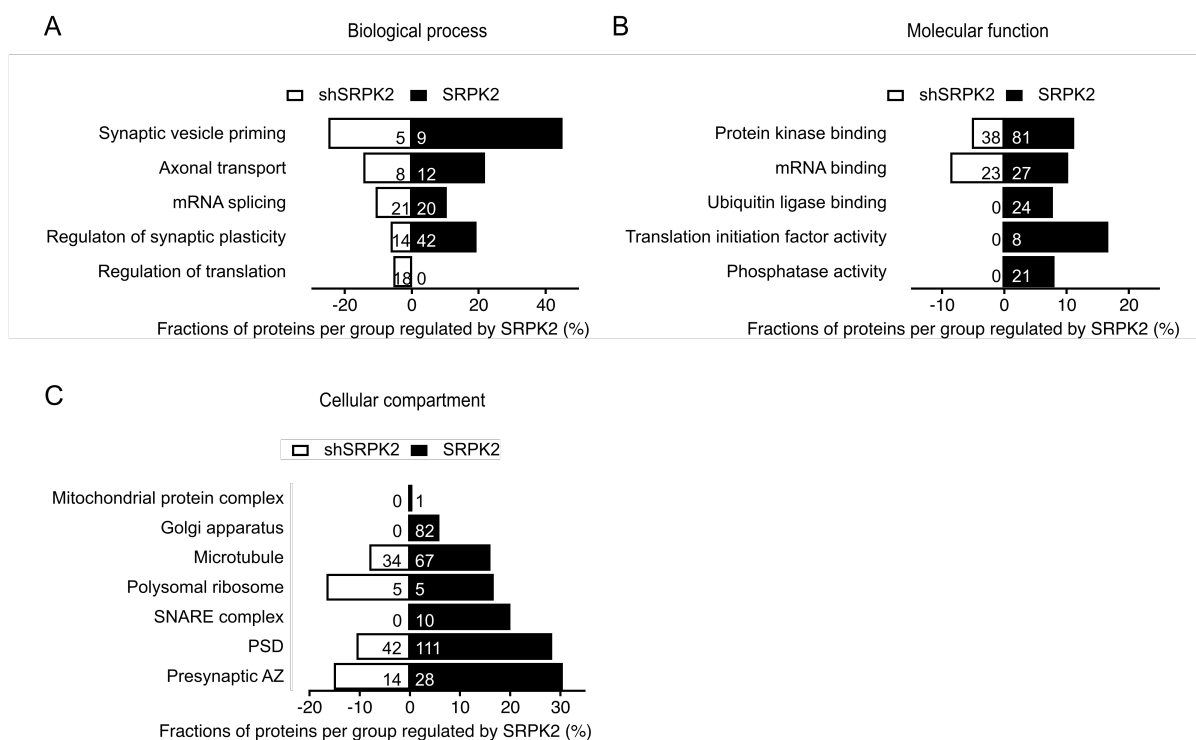 A
Biological process
shSRPK2 SRPK2
Synaptic vesicle priming 5 9
Axonal transport 8 12
mRNA splicing 21 20
Regulaton of synaptic plasticity 14 42
Regulation of translation 18 0
-20 0 20 40
Fractions of proteins per group regulated by SRPK2 (%)
B
Molecular function
shSRPK2 SRPK2
Protein kinase binding 38 81
mRNA binding 23 27
Ubiquitin ligase binding 0 24
Translation initiation factor activity 0 8
Phosphatase activity 0 21
-10 0 10 20
Fractions of proteins per group regulated by SRPK2 (%)
C
Cellular compartment
shSRPK2 SRPK2
Mitochondrial protein complex 0 1
Golgi apparatus 0 82
Microtubule 34 67
Polysomal ribosome 5 5
SNARE complex 0 10
PSD 42 111
Presynaptic AZ 14 28
-20 -10 0 10 20 30
Fractions of proteins per group regulated by SRPK2 (%)